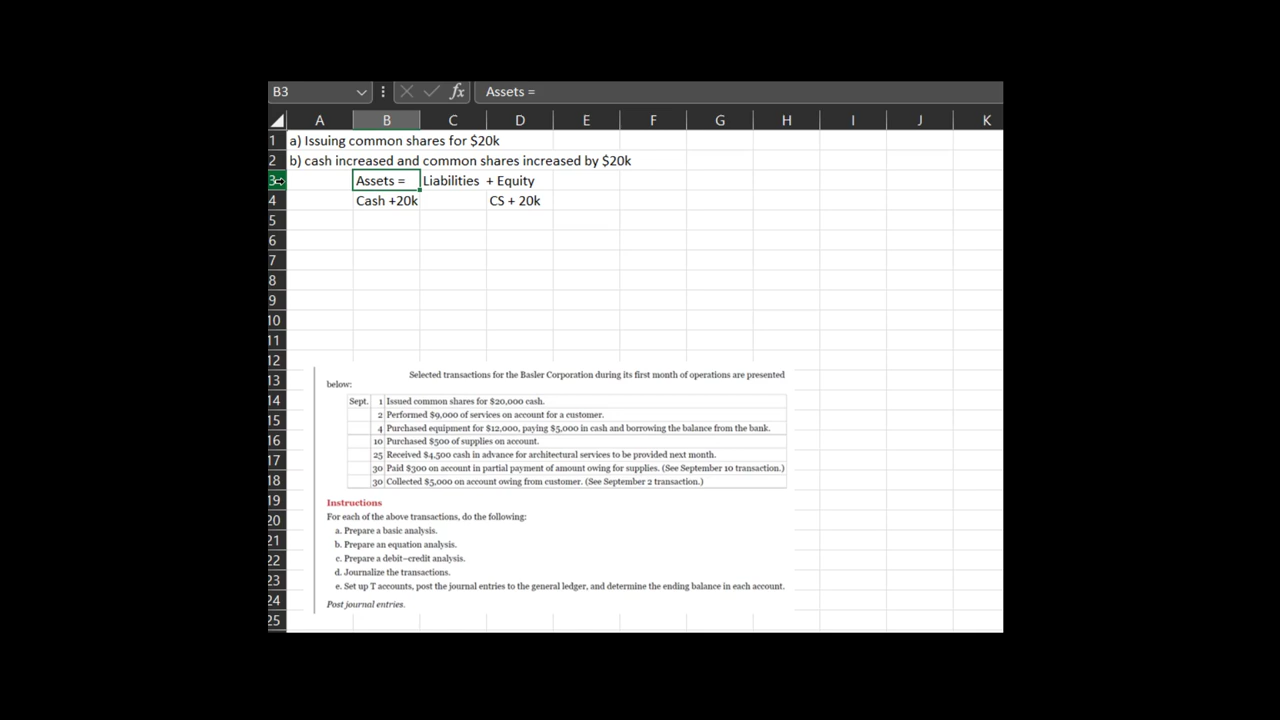 B3 fx Assets =
A B C D E F G H I J K
1 a) Issuing common shares for $20k
2 b) cash increased and common shares increased by $20k
3 Assets = Liabilities + Equity
4 Cash +20k CS + 20k
5
6
7
8
9
10
11
12
13 Selected transactions for the Basler Corporation during its first month of operations are presented
below:
14 Sept. 1 Issued common shares for $20,000 cash.
15 2 Performed $9,000 of services on account for a customer.
4 Purchased equipment for $12,000, paying $5,000 in cash and borrowing the balance from the bank.
16 10 Purchased $500 of supplies on account.
17 25 Received $4,500 cash in advance for architectural services to be provided next month.
30 Paid $300 on account in partial payment of amount owing for supplies. (See September 10 transaction.)
18 30 Collected $5,000 on account owing from customer. (See September 2 transaction.)
19 Instructions
20 For each of the above transactions, do the following:
21 a. Prepare a basic analysis.
b. Prepare an equation analysis.
22 c. Prepare a debit–credit analysis.
23 d. Journalize the transactions.
e. Set up T accounts, post the journal entries to the general ledger, and determine the ending balance in each account.
24 Post journal entries.
25